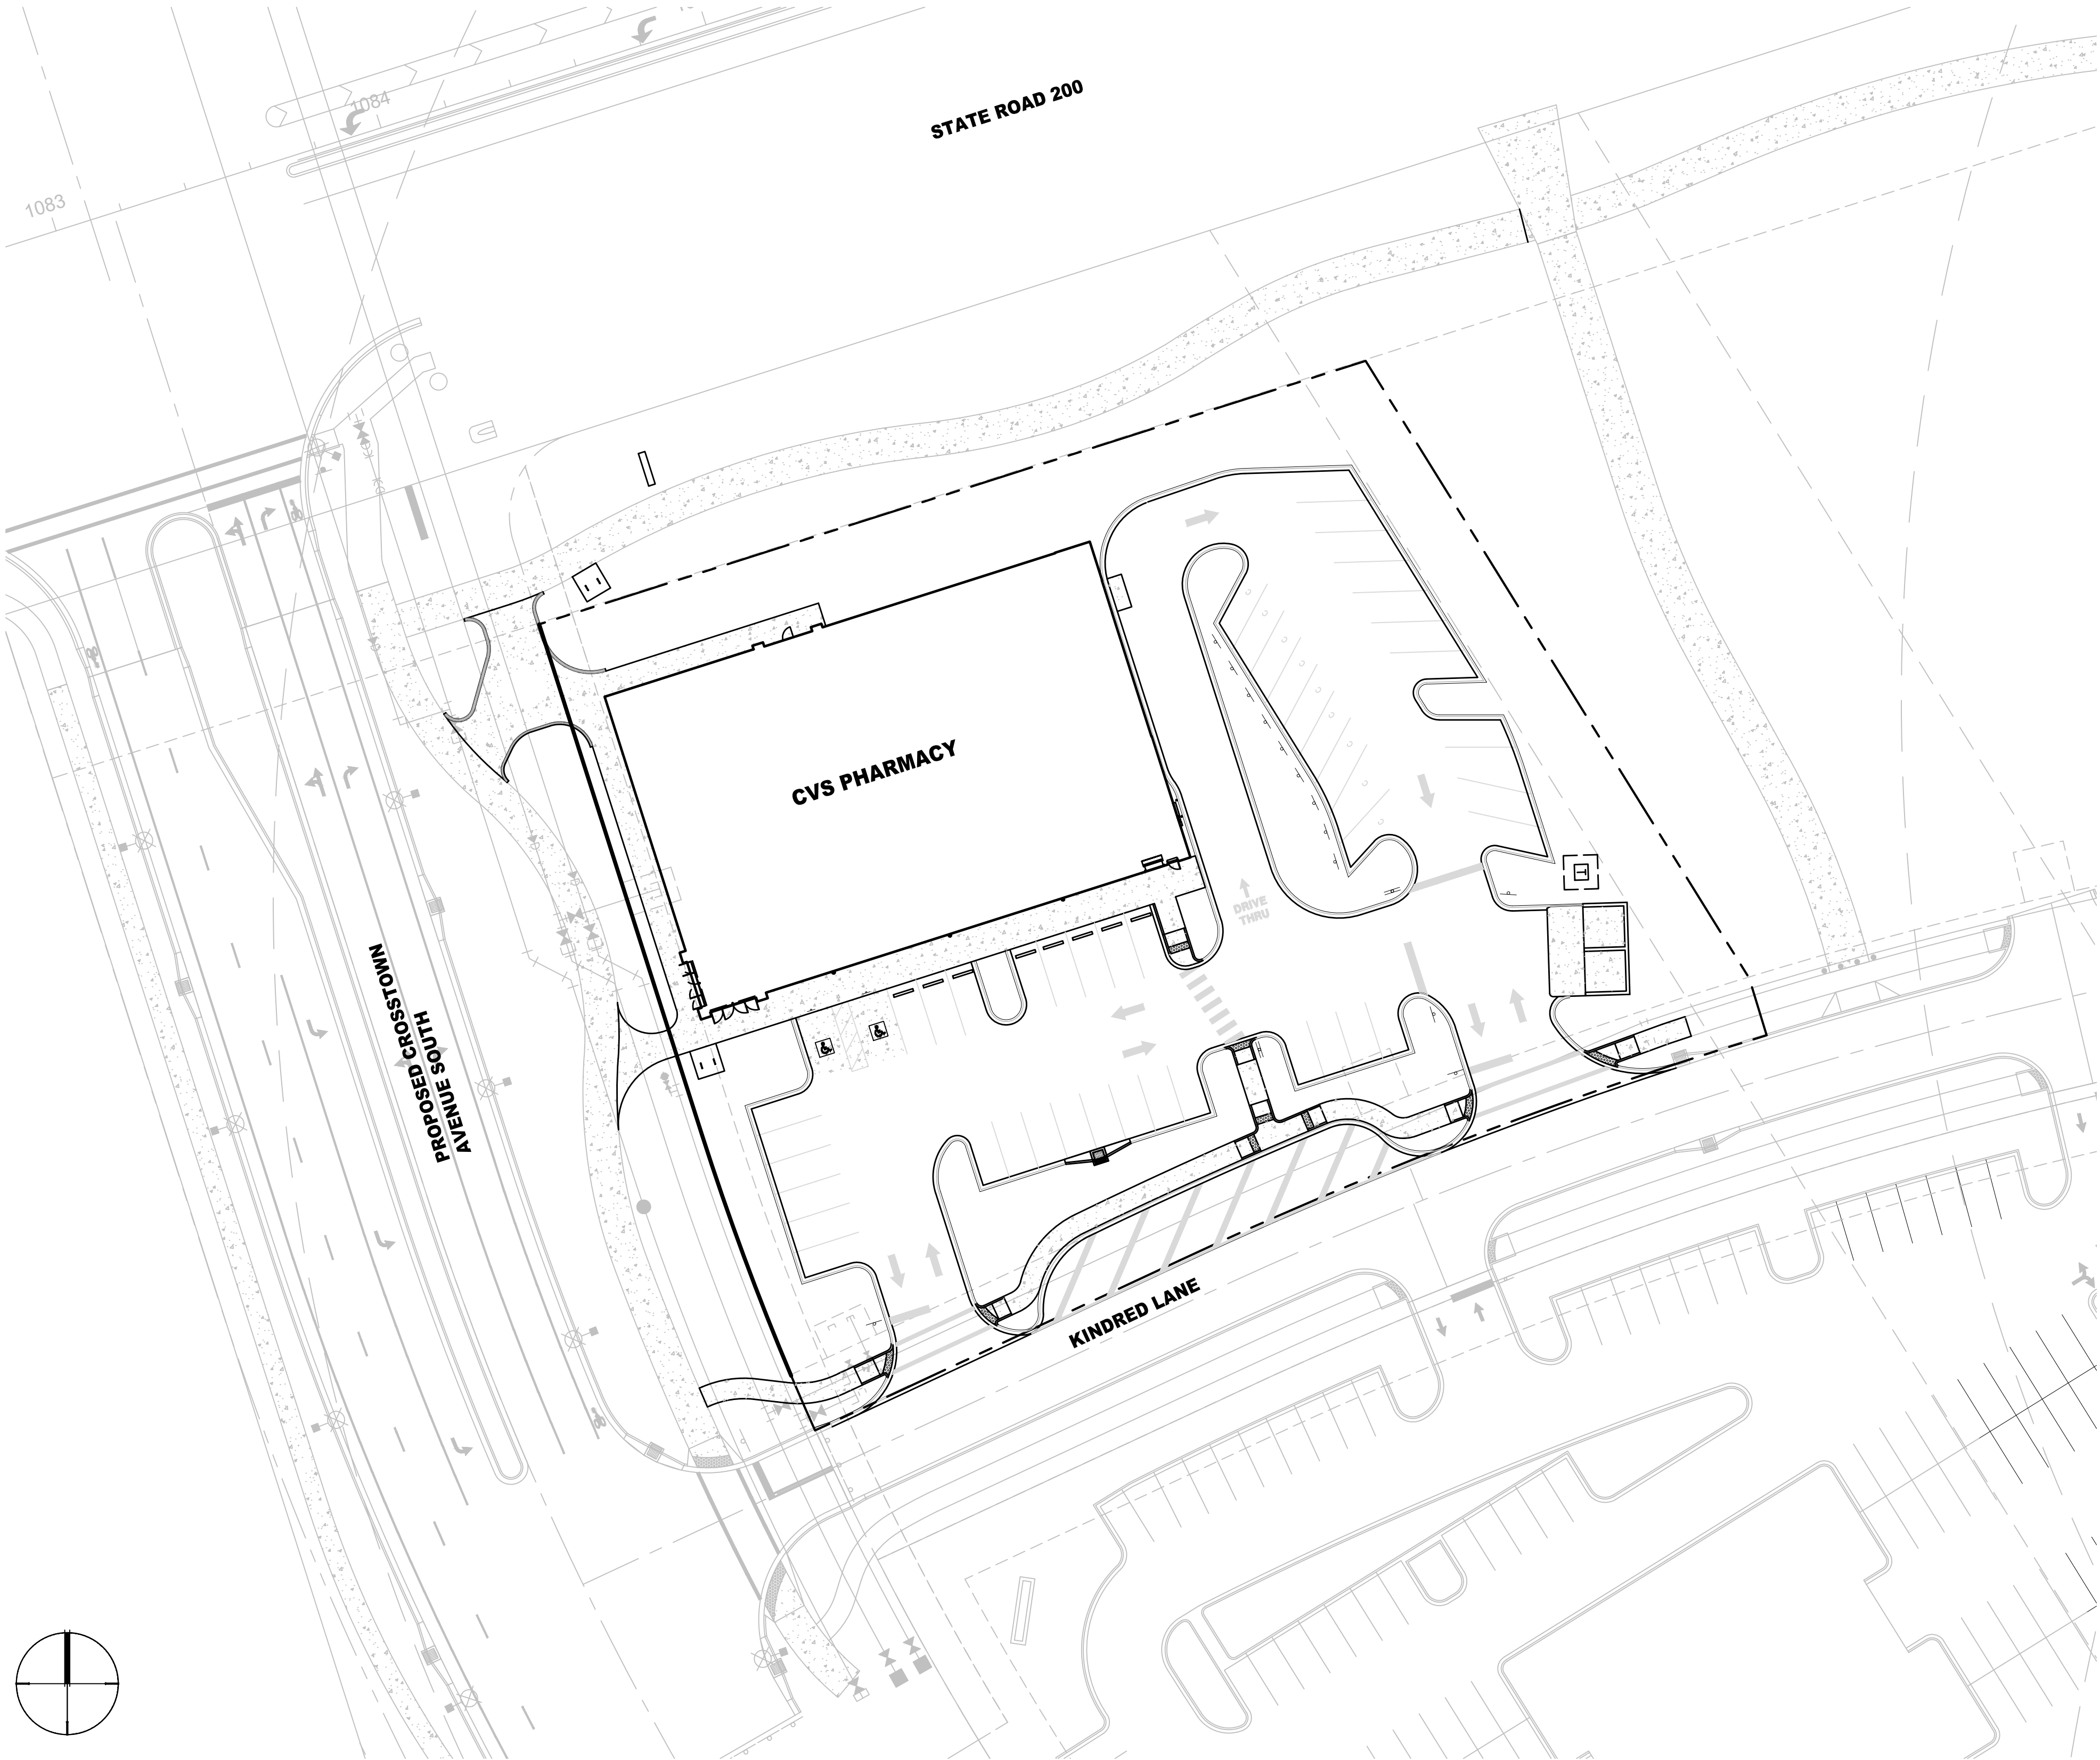 STATE ROAD 200
1084
1083
CVS PHARMACY
DRIVE
THRU
PROPOSED CROSSTOWN
AVENUE SOUTH
T
KINDRED LANE